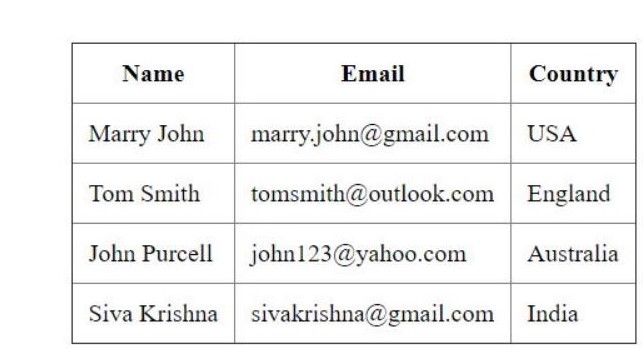 Name Email Country
Marry John marry.john@gmail.com USA
Tom Smith tomsmith@outlook.com England
John Purcell john123@yahoo.com Australia
Siva Krishna sivakrishna@gmail.com India